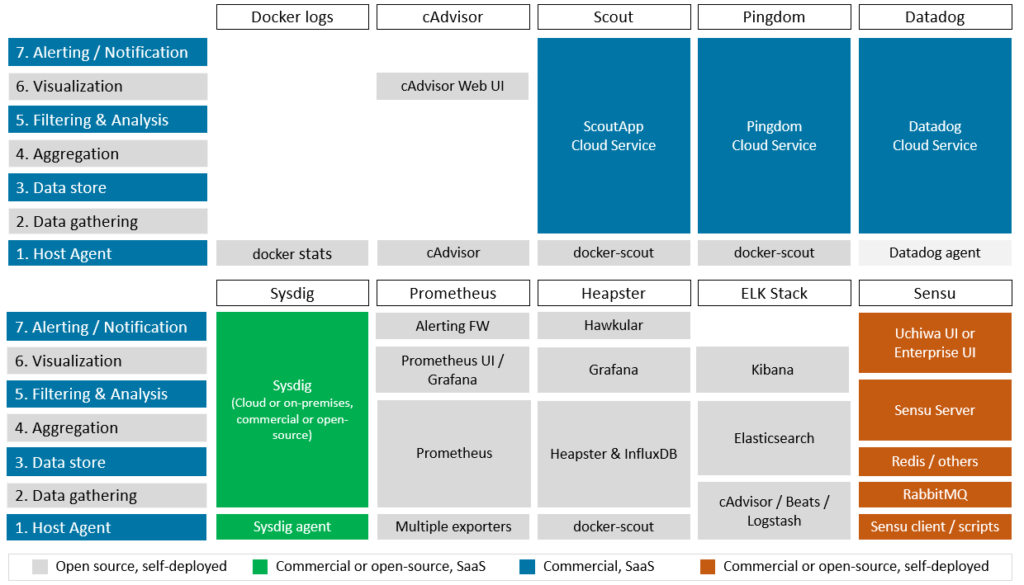 Docker logs
cAdvisor
Scout
Pingdom
Datadog
7. Alerting / Notification
6. Visualization
cAdvisor Web UI
5. Filtering & Analysis
4. Aggregation
3. Data store
2. Data gathering
ScoutApp
Cloud Service
Pingdom
Cloud Service
Datadog
Cloud Service
1. Host Agent
docker stats
cAdvisor
docker-scout
docker-scout
Datadog agent
Sysdig
Prometheus
Heapster
ELK Stack
Sensu
7. Alerting / Notification
6. Visualization
5. Filtering & Analysis
4. Aggregation
3. Data store
2. Data gathering
1. Host Agent
Sysdig
(Cloud or on-premises,
commercial or open-
source)
Sysdig agent
Alerting FW
Prometheus UI /
Grafana
Prometheus
Multiple exporters
Hawkular
Grafana
Heapster & InfluxDB
docker-scout
Kibana
Elasticsearch
cAdvisor / Beats /
Logstash
Uchiwa UI or
Enterprise UI
Sensu Server
Redis / others
RabbitMQ
Sensu client / scripts
Open source, self-deployed
Commercial or open-source, SaaS
Commercial, SaaS
Commercial or open-source, self-deployed